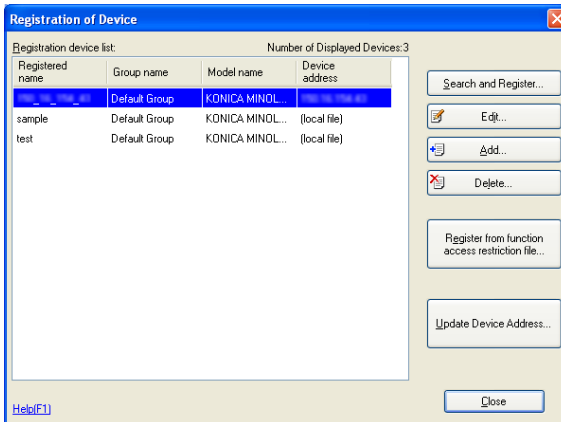 Registration of Device
Registration device list:
Number of Displayed Devices:3
Registered name
Group name
Model name
Device address
Default Group
KONICA MINOL...
sample
Default Group
KONICA MINOL...
(local file)
test
Default Group
KONICA MINOL...
(local file)
Search and Register...
Edit...
Add...
Delete...
Register from function
access restriction file...
Update Device Address...
Help(F1)
Close